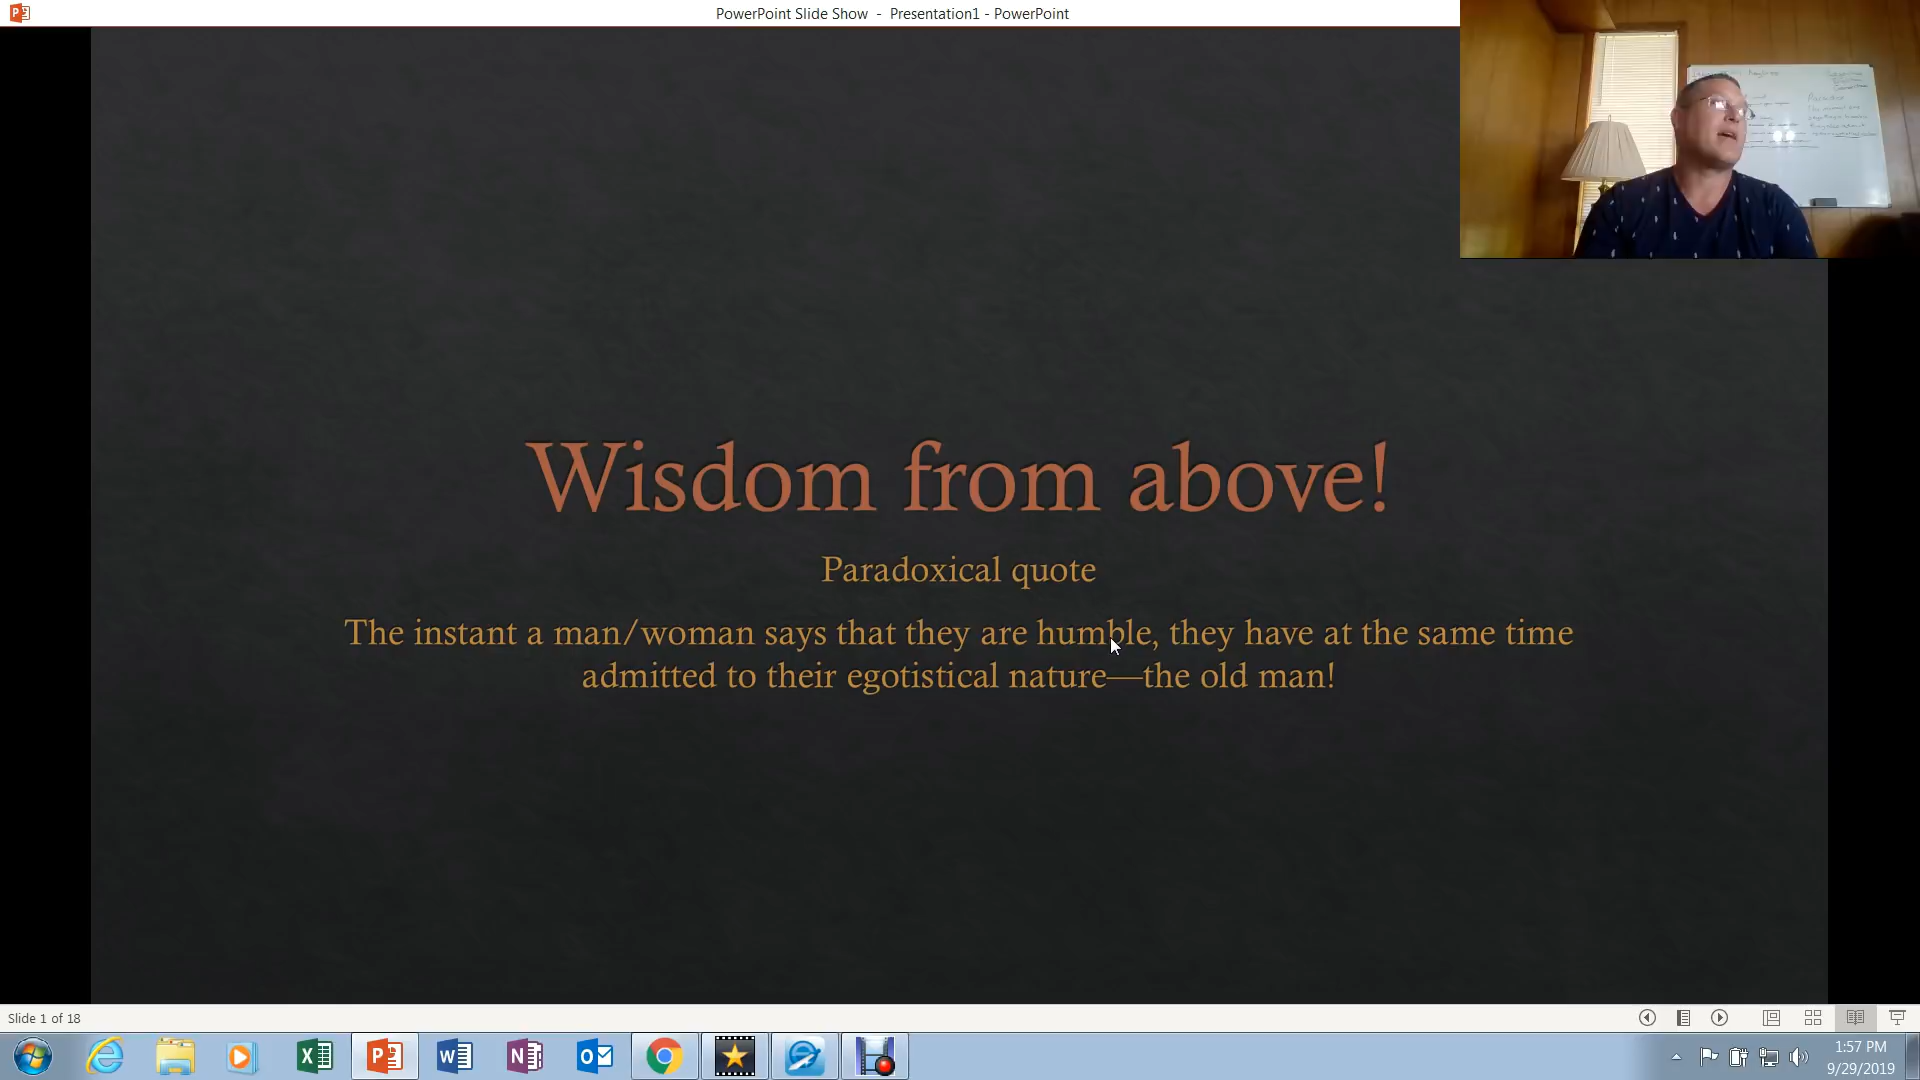 PowerPoint Slide Show - Presentation1 - PowerPoint
Wisdom from above!
Paradoxical quote
The instant a man/woman says that they are humble, they have at the same time
admitted to their egotistical nature—the old man!
Slide 1 of 18
1:57 PM
9/29/2019